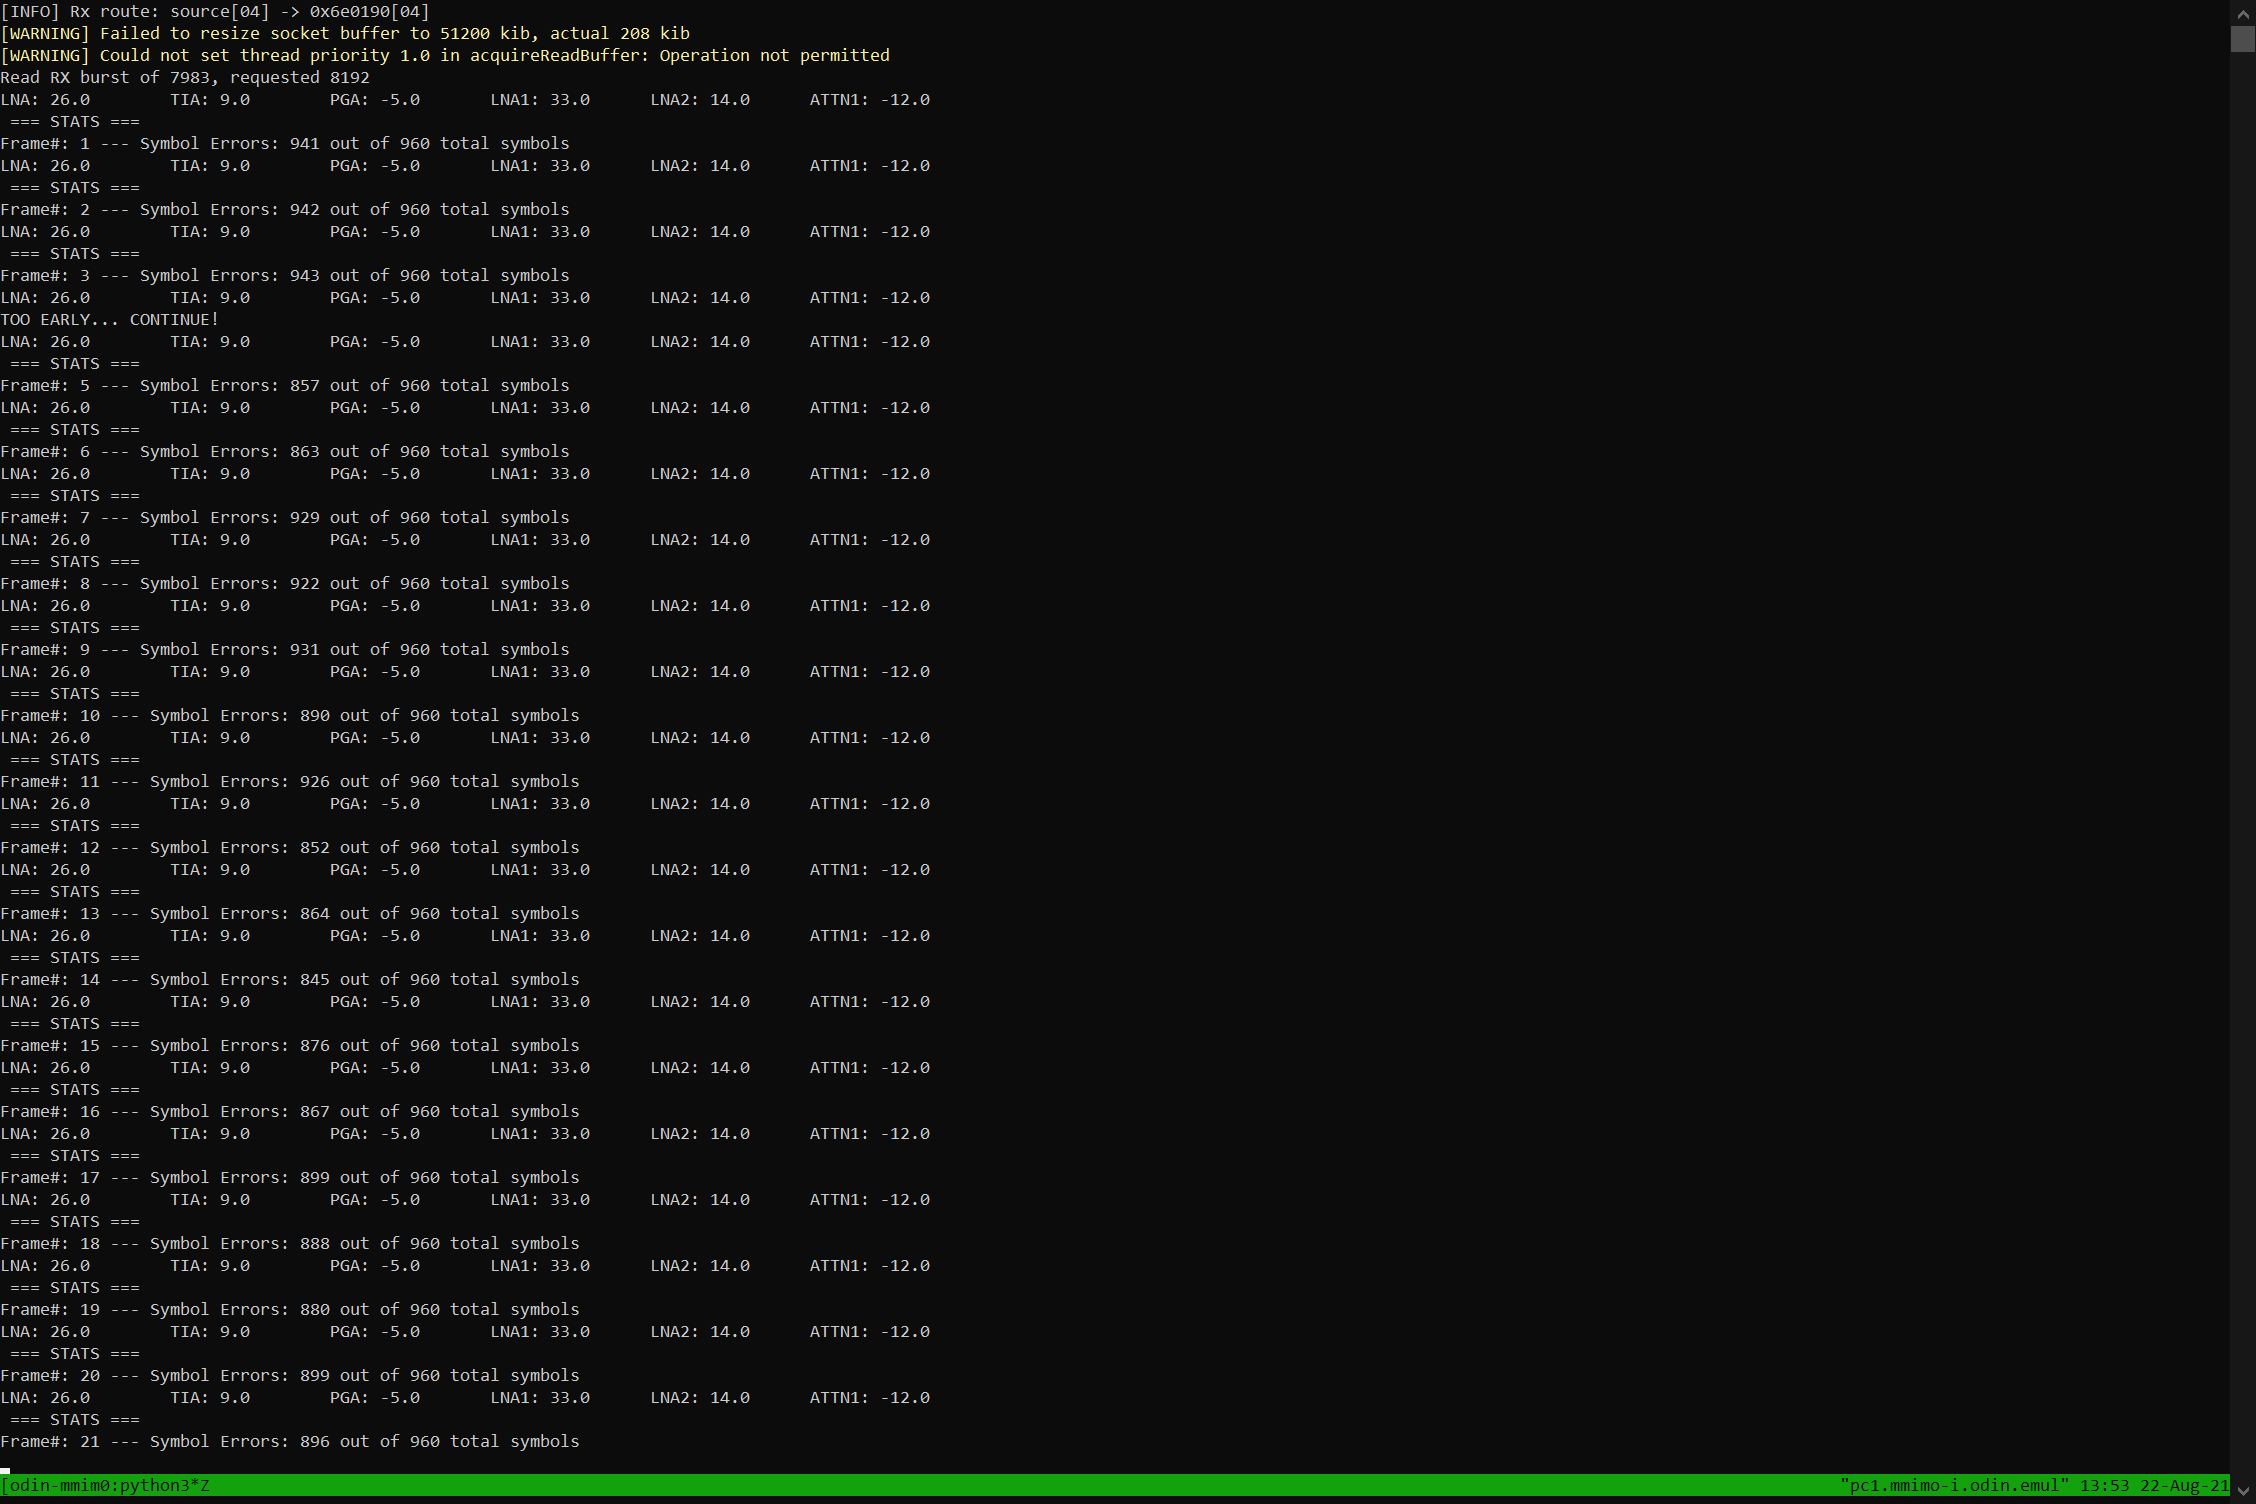 [INFO] Rx route: source[04] -> 0x6e0190[04]
[WARNING] Failed to resize socket buffer to 51200 kib, actual 208 kib
[WARNING] Could not set thread priority 1.0 in acquireReadBuffer: Operation not permitted
Read RX burst of 7983, requested 8192
LNA: 26.0        TIA: 9.0        PGA: -5.0       LNA1: 33.0      LNA2: 14.0      ATTN1: -12.0
 === STATS ===
Frame#: 1 --- Symbol Errors: 941 out of 960 total symbols
LNA: 26.0        TIA: 9.0        PGA: -5.0       LNA1: 33.0      LNA2: 14.0      ATTN1: -12.0
 === STATS ===
Frame#: 2 --- Symbol Errors: 942 out of 960 total symbols
LNA: 26.0        TIA: 9.0        PGA: -5.0       LNA1: 33.0      LNA2: 14.0      ATTN1: -12.0
 === STATS ===
Frame#: 3 --- Symbol Errors: 943 out of 960 total symbols
LNA: 26.0        TIA: 9.0        PGA: -5.0       LNA1: 33.0      LNA2: 14.0      ATTN1: -12.0
TOO EARLY... CONTINUE!
LNA: 26.0        TIA: 9.0        PGA: -5.0       LNA1: 33.0      LNA2: 14.0      ATTN1: -12.0
 === STATS ===
Frame#: 5 --- Symbol Errors: 857 out of 960 total symbols
LNA: 26.0        TIA: 9.0        PGA: -5.0       LNA1: 33.0      LNA2: 14.0      ATTN1: -12.0
 === STATS ===
Frame#: 6 --- Symbol Errors: 863 out of 960 total symbols
LNA: 26.0        TIA: 9.0        PGA: -5.0       LNA1: 33.0      LNA2: 14.0      ATTN1: -12.0
 === STATS ===
Frame#: 7 --- Symbol Errors: 929 out of 960 total symbols
LNA: 26.0        TIA: 9.0        PGA: -5.0       LNA1: 33.0      LNA2: 14.0      ATTN1: -12.0
 === STATS ===
Frame#: 8 --- Symbol Errors: 922 out of 960 total symbols
LNA: 26.0        TIA: 9.0        PGA: -5.0       LNA1: 33.0      LNA2: 14.0      ATTN1: -12.0
 === STATS ===
Frame#: 9 --- Symbol Errors: 931 out of 960 total symbols
LNA: 26.0        TIA: 9.0        PGA: -5.0       LNA1: 33.0      LNA2: 14.0      ATTN1: -12.0
 === STATS ===
Frame#: 10 --- Symbol Errors: 890 out of 960 total symbols
LNA: 26.0        TIA: 9.0        PGA: -5.0       LNA1: 33.0      LNA2: 14.0      ATTN1: -12.0
 === STATS ===
Frame#: 11 --- Symbol Errors: 926 out of 960 total symbols
LNA: 26.0        TIA: 9.0        PGA: -5.0       LNA1: 33.0      LNA2: 14.0      ATTN1: -12.0
 === STATS ===
Frame#: 12 --- Symbol Errors: 852 out of 960 total symbols
LNA: 26.0        TIA: 9.0        PGA: -5.0       LNA1: 33.0      LNA2: 14.0      ATTN1: -12.0
 === STATS ===
Frame#: 13 --- Symbol Errors: 864 out of 960 total symbols
LNA: 26.0        TIA: 9.0        PGA: -5.0       LNA1: 33.0      LNA2: 14.0      ATTN1: -12.0
 === STATS ===
Frame#: 14 --- Symbol Errors: 845 out of 960 total symbols
LNA: 26.0        TIA: 9.0        PGA: -5.0       LNA1: 33.0      LNA2: 14.0      ATTN1: -12.0
 === STATS ===
Frame#: 15 --- Symbol Errors: 876 out of 960 total symbols
LNA: 26.0        TIA: 9.0        PGA: -5.0       LNA1: 33.0      LNA2: 14.0      ATTN1: -12.0
 === STATS ===
Frame#: 16 --- Symbol Errors: 867 out of 960 total symbols
LNA: 26.0        TIA: 9.0        PGA: -5.0       LNA1: 33.0      LNA2: 14.0      ATTN1: -12.0
 === STATS ===
Frame#: 17 --- Symbol Errors: 899 out of 960 total symbols
LNA: 26.0        TIA: 9.0        PGA: -5.0       LNA1: 33.0      LNA2: 14.0      ATTN1: -12.0
 === STATS ===
Frame#: 18 --- Symbol Errors: 888 out of 960 total symbols
LNA: 26.0        TIA: 9.0        PGA: -5.0       LNA1: 33.0      LNA2: 14.0      ATTN1: -12.0
 === STATS ===
Frame#: 19 --- Symbol Errors: 880 out of 960 total symbols
LNA: 26.0        TIA: 9.0        PGA: -5.0       LNA1: 33.0      LNA2: 14.0      ATTN1: -12.0
 === STATS ===
Frame#: 20 --- Symbol Errors: 899 out of 960 total symbols
LNA: 26.0        TIA: 9.0        PGA: -5.0       LNA1: 33.0      LNA2: 14.0      ATTN1: -12.0
 === STATS ===
Frame#: 21 --- Symbol Errors: 896 out of 960 total symbols
[odin-mmim0:python3*Z "pc1.mmimo-i.odin.emul" 13:53 22-Aug-21